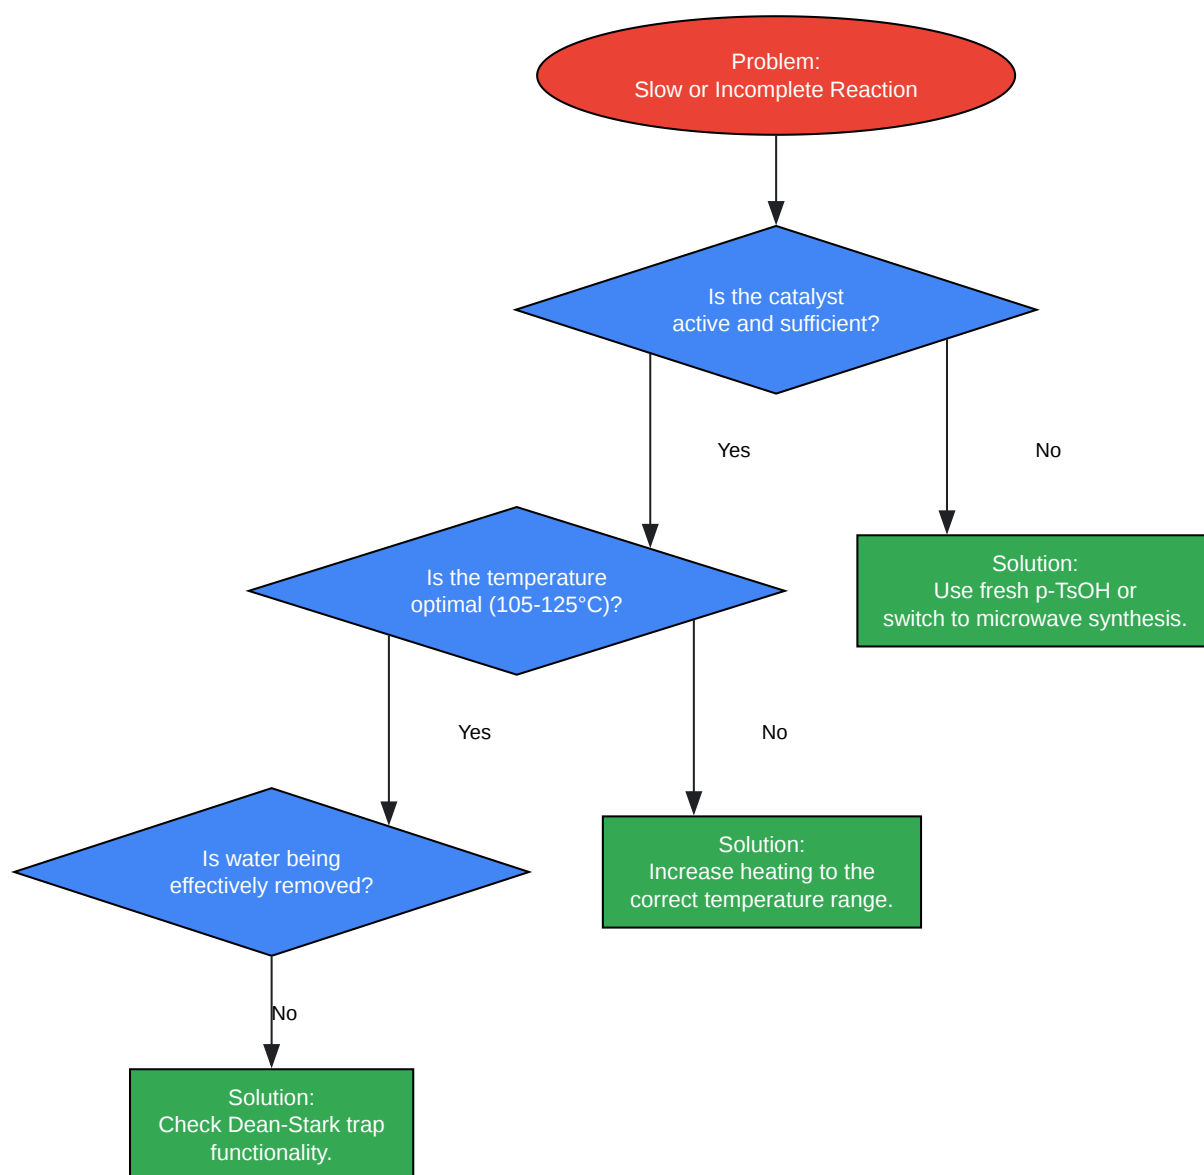 Problem:
Slow or Incomplete Reaction
Is the catalyst
active and sufficient?
Yes
No
Is the temperature
optimal (105-125°C)?
Solution:
Use fresh p-TsOH or
switch to microwave synthesis.
Yes
No
Is water being
effectively removed?
Solution:
Increase heating to the
correct temperature range.
No
Solution:
Check Dean-Stark trap
functionality.